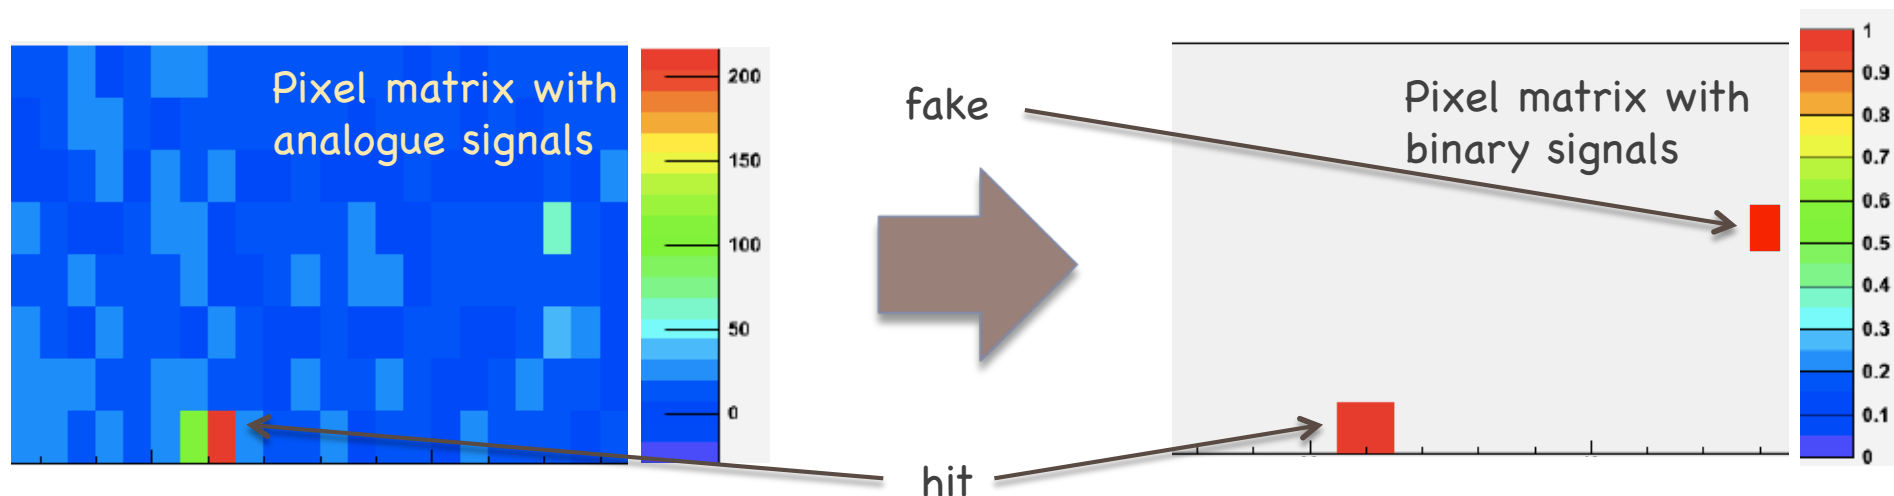 Pixel matrix with
analogue signals
200
150
100
50
0
fake
hit
Pixel matrix with
binary signals
1
0.9
0.8
0.7
0.6
0.5
0.4
0.3
0.2
0.1
0